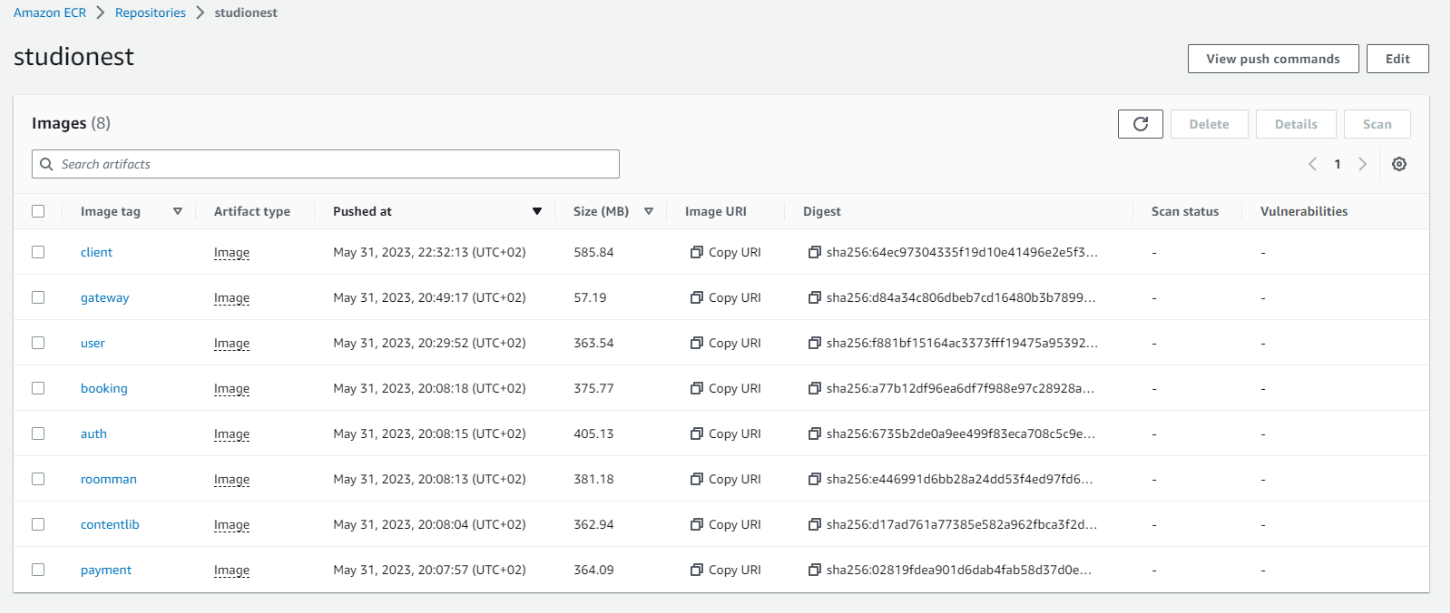 Amazon ECR > Repositories > studionest
studionest
View push commands Edit
Images (8)
Delete Details Scan
Search artifacts
1
Image tag Artifact type Pushed at Size (MB) Image URI Digest Scan status Vulnerabilities
client Image May 31, 2023, 22:32:13 (UTC+02) 585.84 Copy URI sha256:64ec97304335f19d10e41496e2e5f3... - -
gateway Image May 31, 2023, 20:49:17 (UTC+02) 57.19 Copy URI sha256:d84a34c806dbeb7cd16480b3b7899... - -
user Image May 31, 2023, 20:29:52 (UTC+02) 363.54 Copy URI sha256:f881bf15164ac3373fff19475a95392... - -
booking Image May 31, 2023, 20:08:18 (UTC+02) 375.77 Copy URI sha256:a77b12df96ea6df7f988e97c28928a... - -
auth Image May 31, 2023, 20:08:15 (UTC+02) 405.13 Copy URI sha256:6735b2de0a9ee499f83eca708c5c9e... - -
roomman Image May 31, 2023, 20:08:13 (UTC+02) 381.18 Copy URI sha256:e446991d6bb28a24dd53f4ed97fd6... - -
contentlib Image May 31, 2023, 20:08:04 (UTC+02) 362.94 Copy URI sha256:d17ad761a77385e582a962fbca3f2d... - -
payment Image May 31, 2023, 20:07:57 (UTC+02) 364.09 Copy URI sha256:02819fdea901d6dab4fab58d37d0e... - -